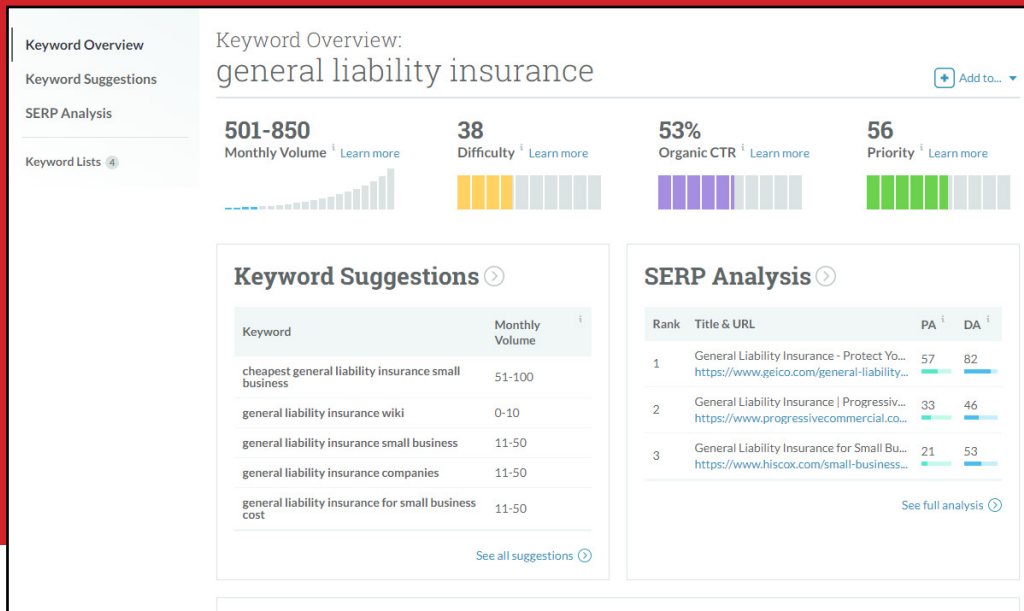 Keyword Overview
Keyword Suggestions
SERP Analysis
Keyword Lists 4
Keyword Overview:
general liability insurance
+ Add to...
501-850
Monthly Volume i Learn more
38
Difficulty i Learn more
53%
Organic CTR i Learn more
56
Priority i Learn more
Keyword Suggestions
Keyword Monthly Volume i
cheapest general liability insurance small
business
51-100
general liability insurance wiki 0-10
general liability insurance small business 11-50
general liability insurance companies 11-50
general liability insurance for small business
cost
11-50
See all suggestions
SERP Analysis
Rank Title & URL PA i DA i
1 General Liability Insurance - Protect Yo... 57 82
https://www.geico.com/general-liability...
2 General Liability Insurance | Progressiv... 33 46
https://www.progressivecommercial.co...
3 General Liability Insurance for Small Bu... 21 53
https://www.hiscox.com/small-business...
See full analysis